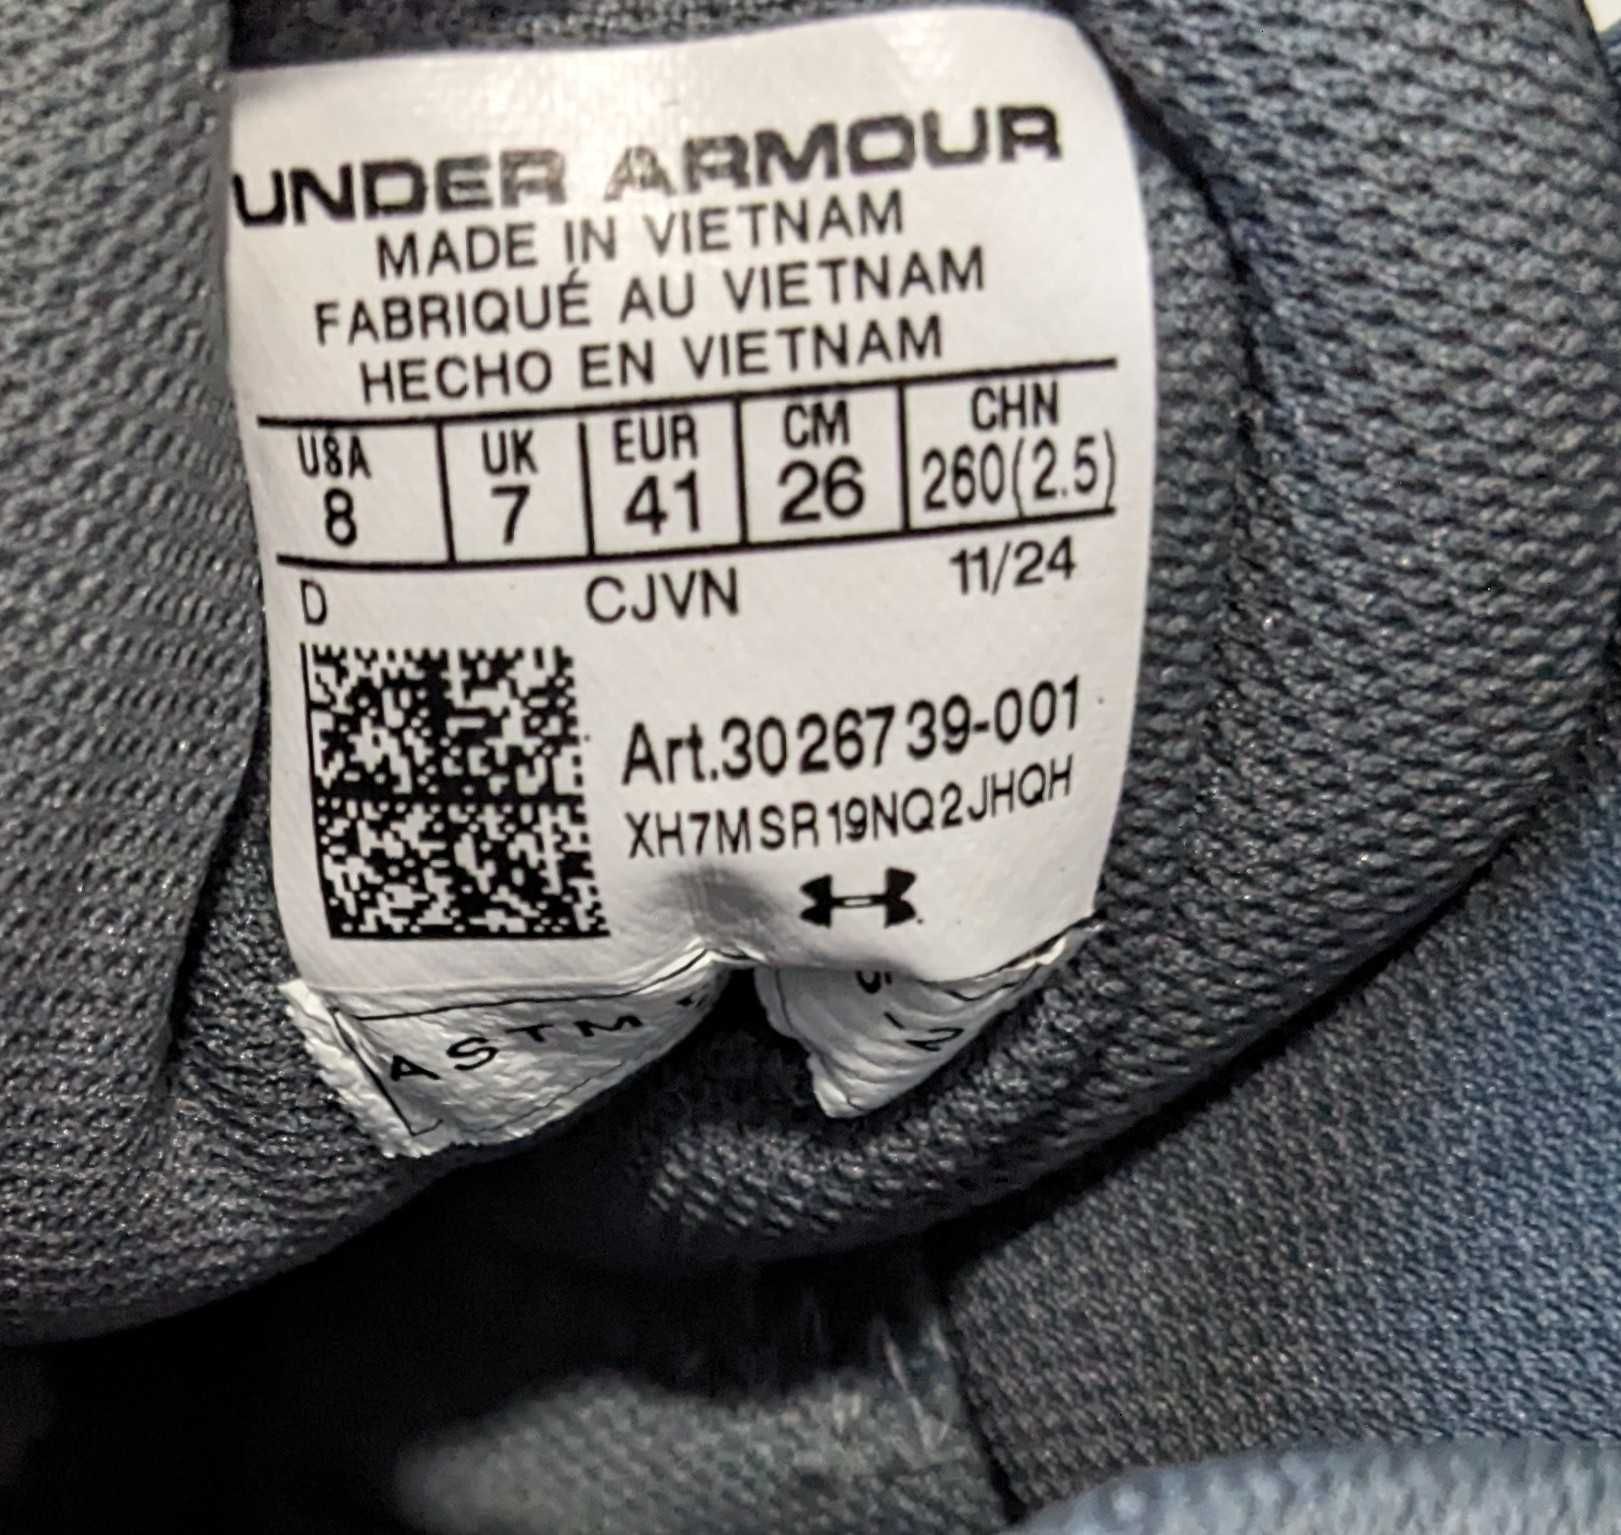 UNDER ARMOUR
MADE IN VIETNAM
FABRIQUÉ AU VIETNAM
HECHO EN VIETNAM
USA UK EUR CM CHN
8 7 41 26 260(2.5)
D CJVN 11/24
Art.3026739-001
XH7MSR19NQ2JHQH
ASTM